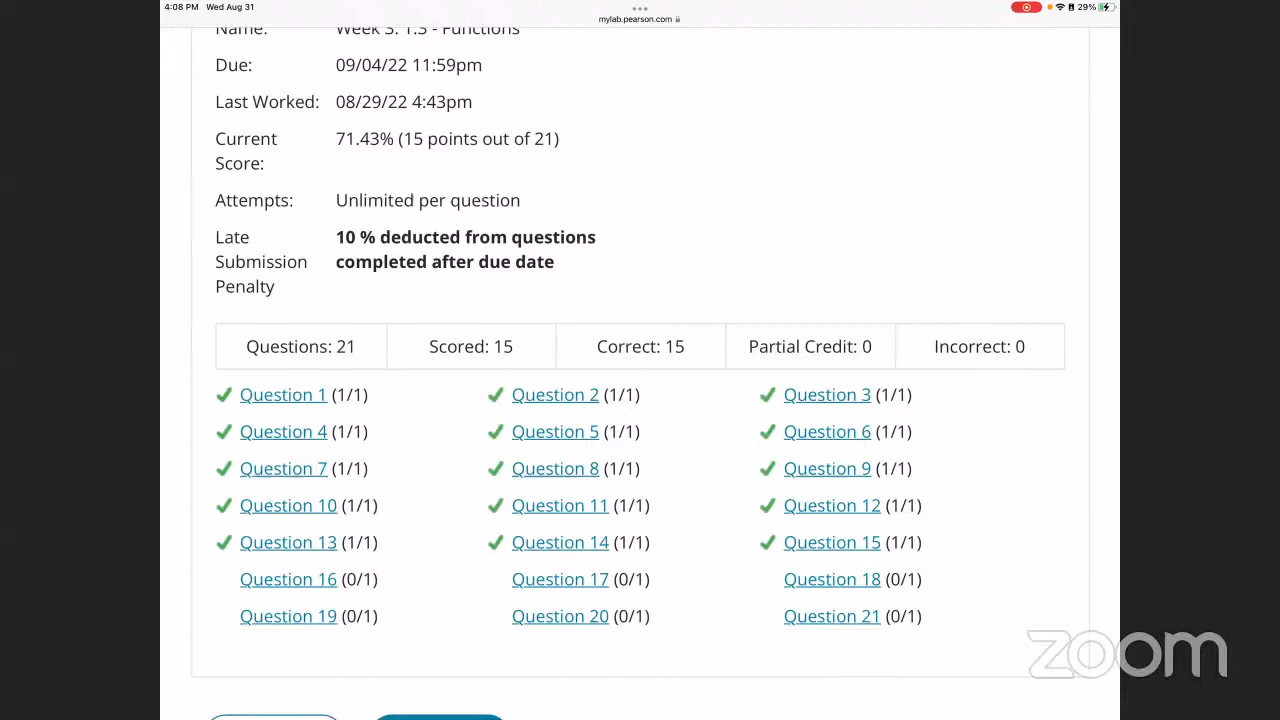 4:08 PM Wed Aug 31
29%
mylab.pearson.com
Name: Week 3: 1.3 - Functions
Due: 09/04/22 11:59pm
Last Worked: 08/29/22 4:43pm
Current Score: 71.43% (15 points out of 21)
Attempts: Unlimited per question
Late Submission Penalty 10 % deducted from questions completed after due date
Questions: 21 Scored: 15 Correct: 15 Partial Credit: 0 Incorrect: 0
Question 1 (1/1) Question 2 (1/1) Question 3 (1/1)
Question 4 (1/1) Question 5 (1/1) Question 6 (1/1)
Question 7 (1/1) Question 8 (1/1) Question 9 (1/1)
Question 10 (1/1) Question 11 (1/1) Question 12 (1/1)
Question 13 (1/1) Question 14 (1/1) Question 15 (1/1)
Question 16 (0/1) Question 17 (0/1) Question 18 (0/1)
Question 19 (0/1) Question 20 (0/1) Question 21 (0/1)
zoom